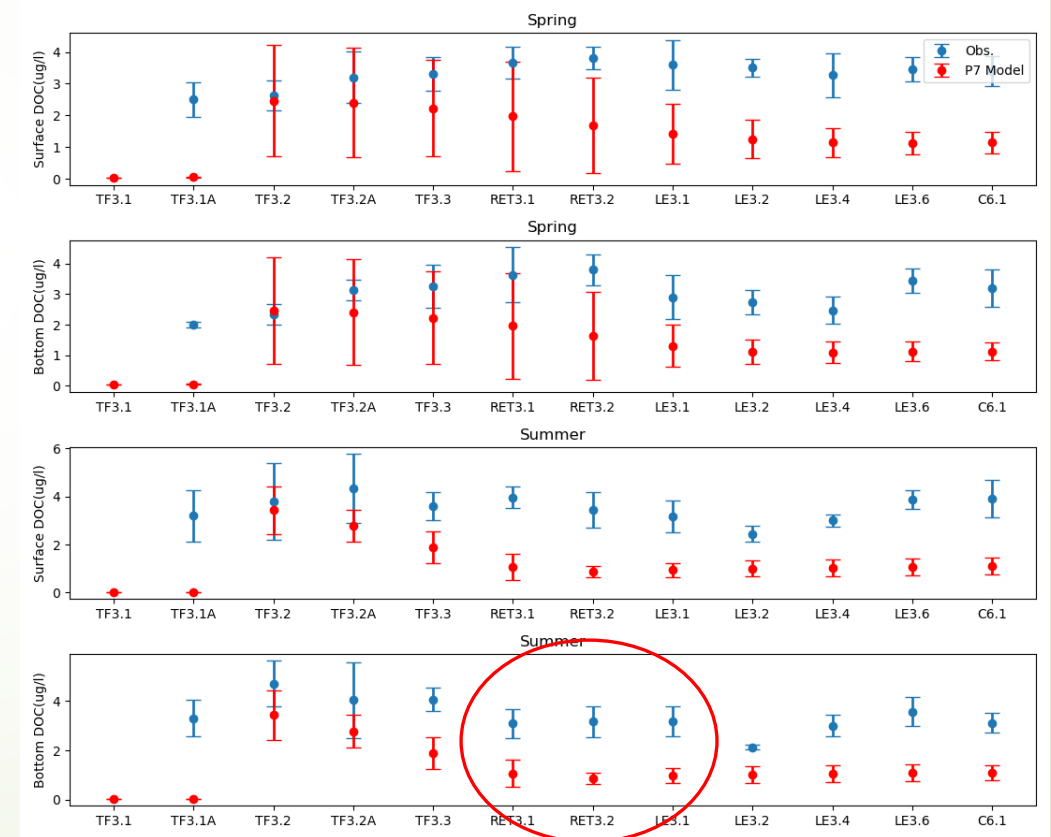 Spring
Surface DOC(ug/l)
4
3
2
1
0
Obs.
P7 Model
TF3.1 TF3.1A TF3.2 TF3.2A TF3.3 RET3.1 RET3.2 LE3.1 LE3.2 LE3.4 LE3.6 C6.1
Spring
Bottom DOC(ug/l)
4
3
2
1
0
TF3.1 TF3.1A TF3.2 TF3.2A TF3.3 RET3.1 RET3.2 LE3.1 LE3.2 LE3.4 LE3.6 C6.1
Summer
Surface DOC(ug/l)
6
4
2
0
TF3.1 TF3.1A TF3.2 TF3.2A TF3.3 RET3.1 RET3.2 LE3.1 LE3.2 LE3.4 LE3.6 C6.1
Summer
Bottom DOC(ug/l)
4
2
0
TF3.1 TF3.1A TF3.2 TF3.2A TF3.3 RET3.1 RET3.2 LE3.1 LE3.2 LE3.4 LE3.6 C6.1